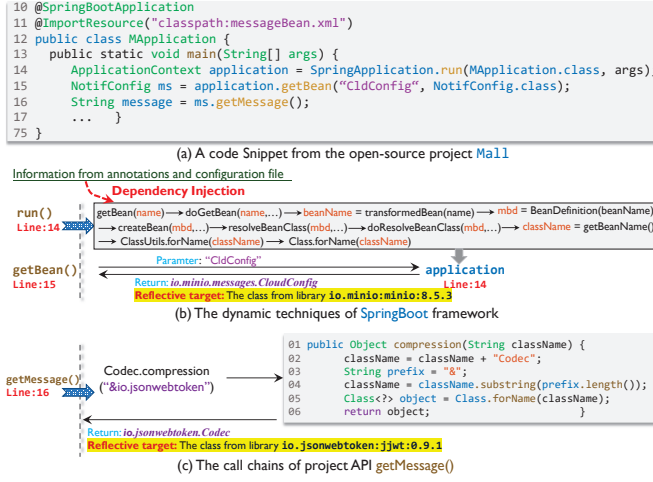 10 @SpringBootApplication
11 @ImportResource("classpath:messageBean.xml")
12 public class MApplication {
13 public static void main(String[] args) {
14 ApplicationContext application = SpringApplication.run(MApplication.class, args);
15 NotifConfig ms = application.getBean(“CldConfig“, NotifConfig.class);
16 String message = ms.getMessage();
17 ... }
75 }
(a) A code Snippet from the open-source project Mall
Information from annotations and configuration file
Dependency Injection
run()
Line:14
getBean(name) → doGetBean(name,...) → beanName = transformedBean(name) → mbd = BeanDefinition(beanName)
→ createBean(mbd,...) → resolveBeanClass(mbd,...) → doResolveBeanClass(mbd,...) → className = getBeanName()
→ ClassUtils.forName(className) → Class.forName(className)
getBean()
Line:15
Paramter: “CldConfig”
application
Line:14
Return: io.minio.messages.CloudConfig
Reflective target: The class from library io.minio:minio:8.5.3
(b) The dynamic techniques of SpringBoot framework
getMessage()
Line:16
Codec.compression
(“&io.jsonwebtoken”)
01 public Object compression(String className) {
02 className = className + "Codec";
03 String prefix = "&";
04 className = className.substring(prefix.length());
05 Class<?> object = Class.forName(className);
06 return object; }
Return: io.jsonwebtoken.Codec
Reflective target: The class from library io.jsonwebtoken:jjwt:0.9.1
(c) The call chains of project API getMessage()